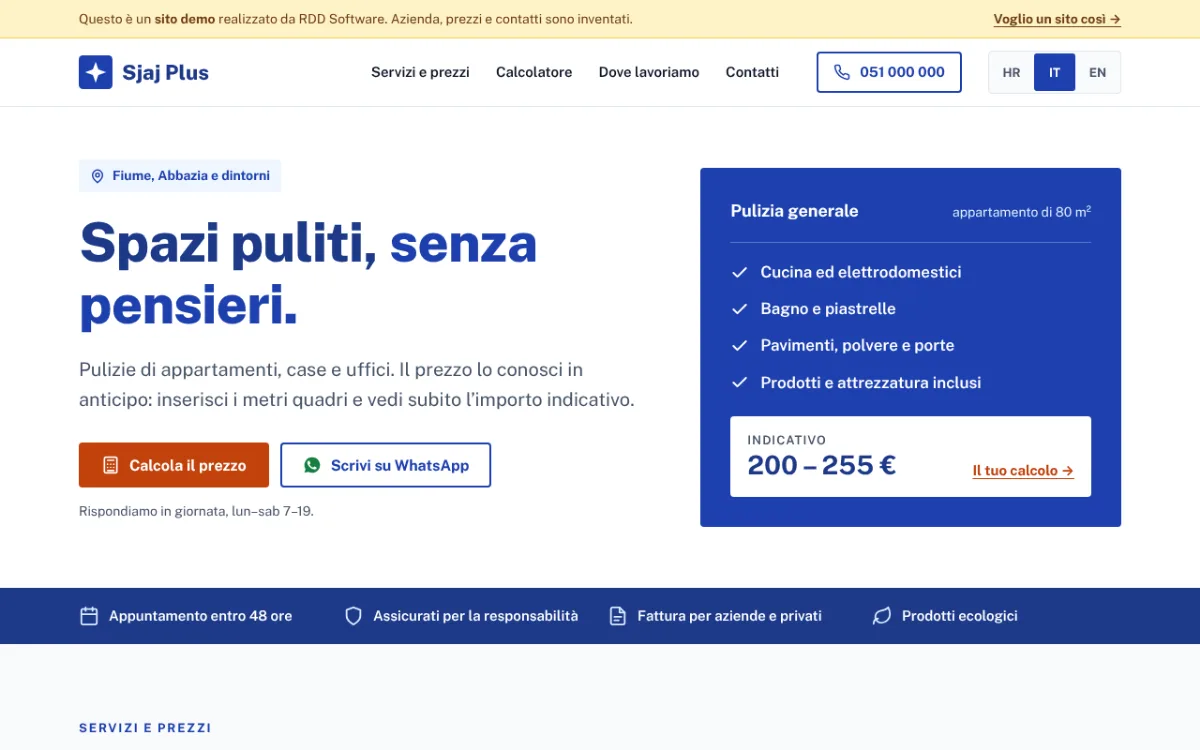 Questo è un sito demo realizzato da RDD Software. Azienda, prezzi e contatti sono inventati.
Voglio un sito così →
Sjaj Plus
Servizi e prezzi
Calcolatore
Dove lavoriamo
Contatti
051 000 000
HR
IT
EN
Fiume, Abbazia e dintorni
Spazi puliti, senza
pensieri.
Pulizie di appartamenti, case e uffici. Il prezzo lo conosci in
anticipo: inserisci i metri quadri e vedi subito l’importo indicativo.
Calcola il prezzo
Scrivi su WhatsApp
Rispondiamo in giornata, lun–sab 7–19.
Pulizia generale
appartamento di 80 m²
Cucina ed elettrodomestici
Bagno e piastrelle
Pavimenti, polvere e porte
Prodotti e attrezzatura inclusi
INDICATIVO
200 – 255 €
Il tuo calcolo →
Appuntamento entro 48 ore
Assicurati per la responsabilità
Fattura per aziende e privati
Prodotti ecologici
SERVIZI E PREZZI